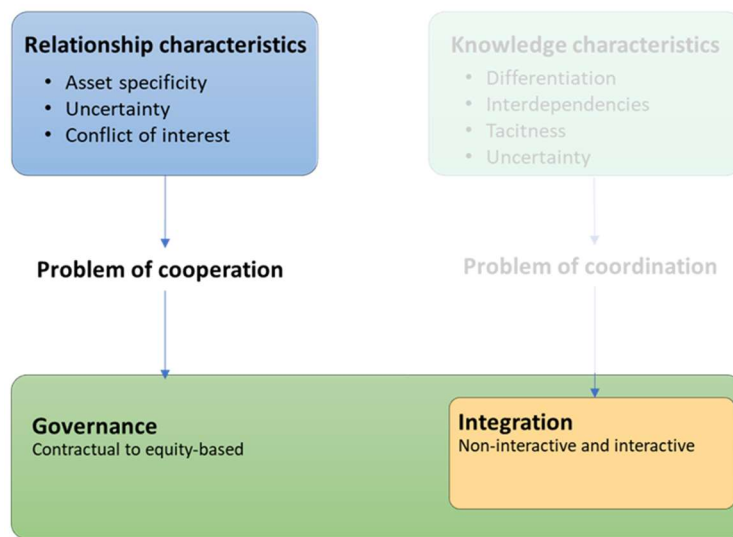 Relationship characteristics
• Asset specificity
• Uncertainty
• Conflict of interest
Knowledge characteristics
• Differentiation
• Interdependencies
• Tacitness
• Uncertainty
Problem of cooperation
Problem of coordination
Governance
Contractual to equity-based
Integration
Non-interactive and interactive